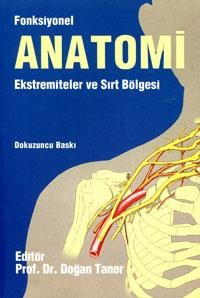 Fonksiyonel
ANATOMİ
Ekstremiteler ve Sırt Bölgesi
Dokuzuncu Baskı
Editör
Prof. Dr. Doğan Taner